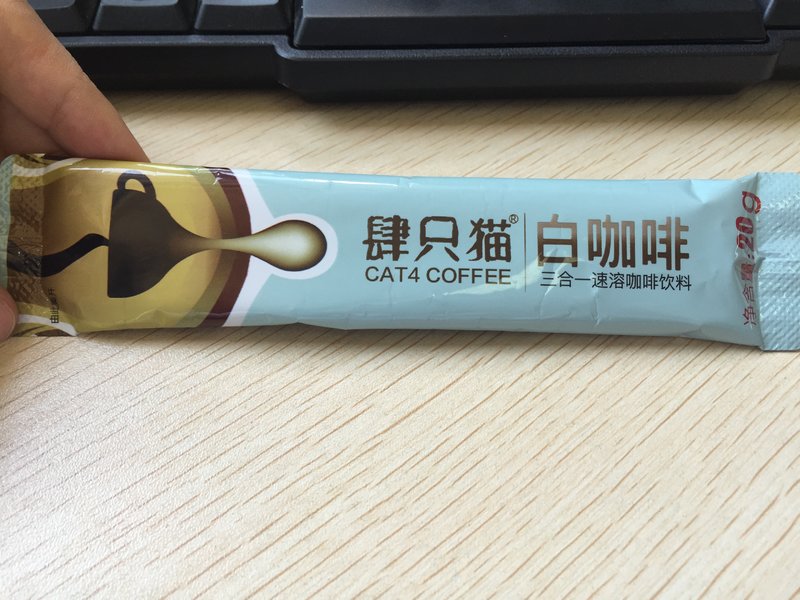 肆只猫®
CAT4 COFFEE
白咖啡
三合一速溶咖啡饮料
净含量:20g